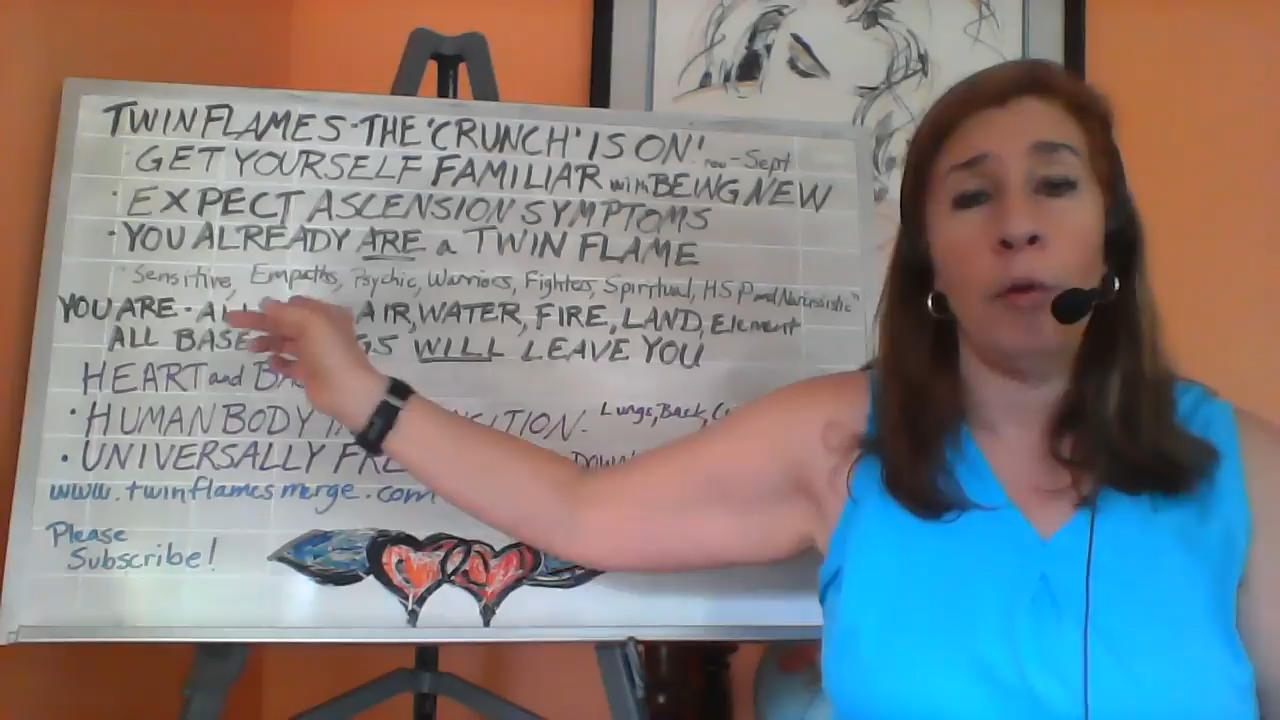 TWINFLAMES-THE 'CRUNCH' IS ON!
now-Sept
· GET YOURSELF FAMILIAR with BEING NEW
· EXPECT ASCENSION SYMPTOMS
· YOU ALREADY ARE a TWIN FLAME
"Sensitive, Empaths, Psychic, Warriors, Fighters, Spiritual, HSP and Narcissistic"
YOU ARE · AIR, WATER, FIRE, LAND, Element
ALL WILL LEAVE YOU
HEART and
· HUMAN BODY Lungs, Back,
· UNIVERSALLY
www.twinflamesmerge.com
Please
Subscribe!